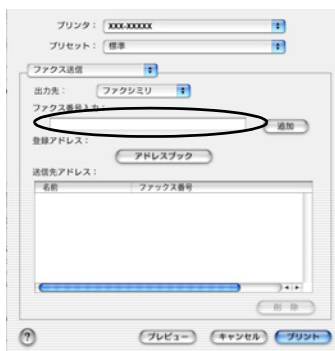 プリンタ： XXX-XXXXX
プリセット： 標準
ファクス送信
出力先： ファクシミリ
ファクス番号入力：
追加
登録アドレス：
アドレスブック
送信先アドレス：
名前 ファックス番号
削 除
?
プレビュー キャンセル プリント